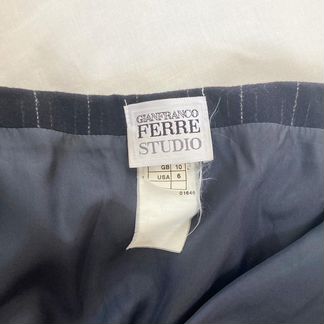 GIANFRANCO
FERRE
STUDIO
GB 10
USA 6
01646